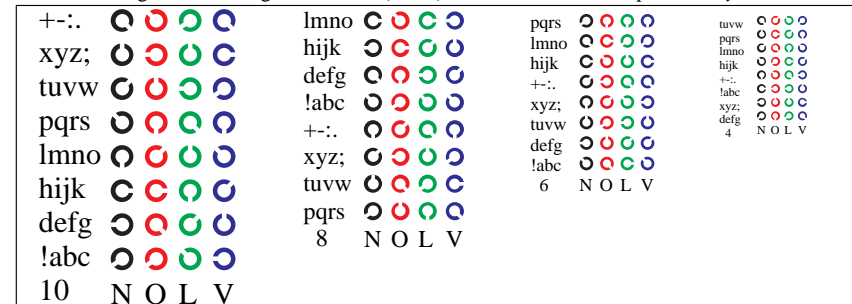 +-:.
xyz;
tuvw
pqrs
lmno
hijk
defg
!abc
10 N O L V
lmno
hijk
defg
!abc
+-:.
xyz;
tuvw
pqrs
8 N O L V
pqrs
lmno
hijk
+-:.
xyz;
tuvw
defg
!abc
6 N O L V
tuvw
pqrs
lmno
hijk
+-:.
!abc
xyz;
defg
4 N O L V